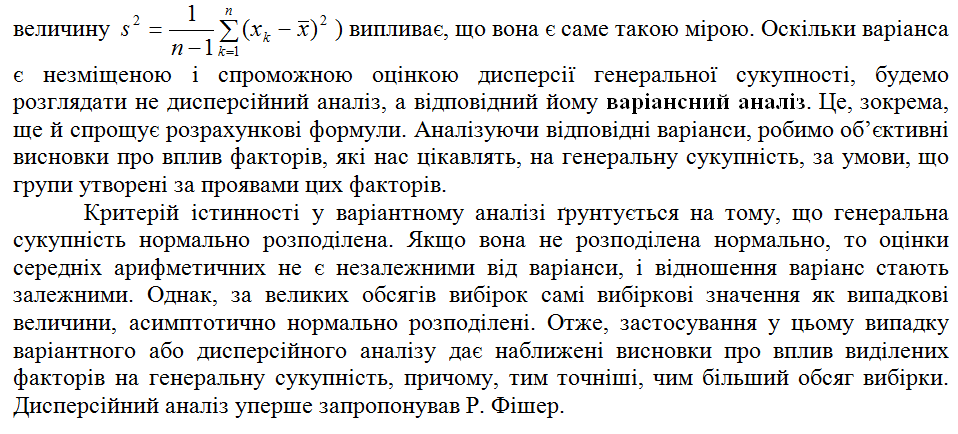 величину $s^2 = \frac{1}{n-1}\sum_{k=1}^{n}(x_k - \overline{x})^2$ ) випливає, що вона є саме такою мірою. Оскільки варіанса
є незміщеною і спроможною оцінкою дисперсії генеральної сукупності, будемо
розглядати не дисперсійний аналіз, а відповідний йому варіансний аналіз. Це, зокрема,
ще й спрощує розрахункові формули. Аналізуючи відповідні варіанси, робимо об’єктивні
висновки про вплив факторів, які нас цікавлять, на генеральну сукупність, за умови, що
групи утворені за проявами цих факторів.
Критерій істинності у варіантному аналізі ґрунтується на тому, що генеральна
сукупність нормально розподілена. Якщо вона не розподілена нормально, то оцінки
середніх арифметичних не є незалежними від варіанси, і відношення варіанс стають
залежними. Однак, за великих обсягів вибірок самі вибіркові значення як випадкові
величини, асимптотично нормально розподілені. Отже, застосування у цьому випадку
варіантного або дисперсійного аналізу дає наближені висновки про вплив виділених
факторів на генеральну сукупність, причому, тим точніші, чим більший обсяг вибірки.
Дисперсійний аналіз уперше запропонував Р. Фішер.